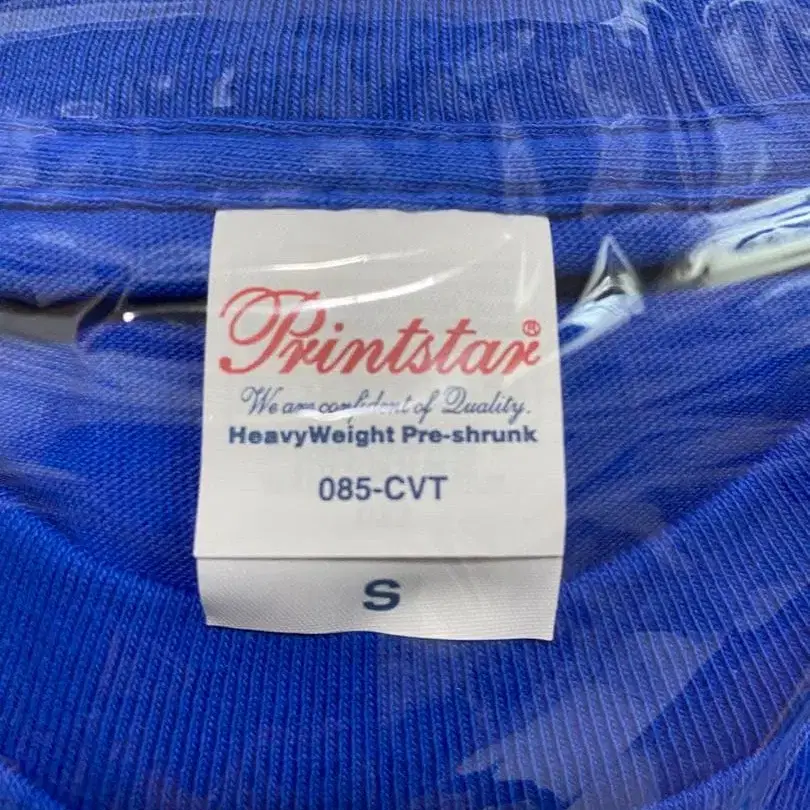 Printstar®
We are confident of Quality.
HeavyWeight Pre-shrunk
085-CVT
S